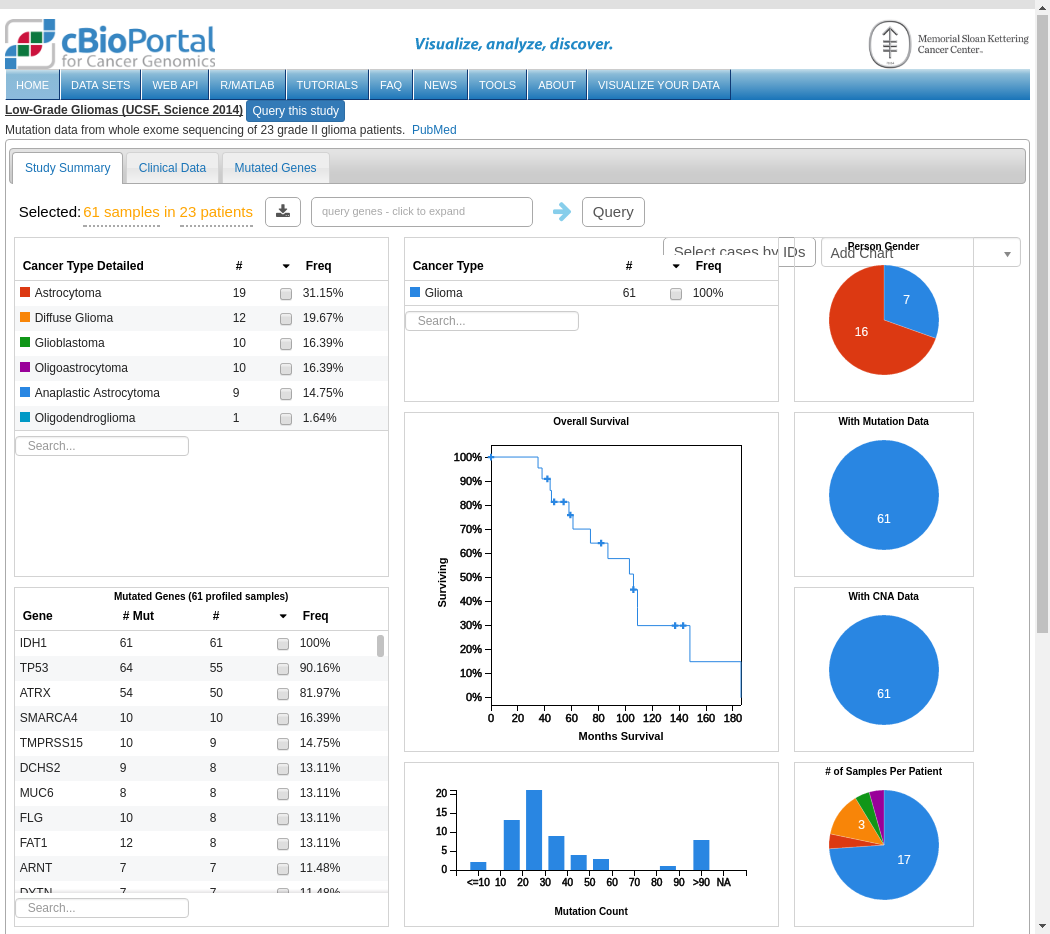 cBioPortal
for Cancer Genomics
Visualize, analyze, discover.
Memorial Sloan Kettering
Cancer Center
HOME DATA SETS WEB API R/MATLAB TUTORIALS FAQ NEWS TOOLS ABOUT VISUALIZE YOUR DATA
Low-Grade Gliomas (UCSF, Science 2014) Query this study
Mutation data from whole exome sequencing of 23 grade II glioma patients. PubMed
Study Summary Clinical Data Mutated Genes
Selected: 61 samples in 23 patients query genes - click to expand Query
Select cases by IDs Add Chart
Cancer Type Detailed # Freq
Astrocytoma 19 31.15%
Diffuse Glioma 12 19.67%
Glioblastoma 10 16.39%
Oligoastrocytoma 10 16.39%
Anaplastic Astrocytoma 9 14.75%
Oligodendroglioma 1 1.64%
Search...
Cancer Type # Freq
Glioma 61 100%
Search...
Person Gender
7
16
Overall Survival
100%
90%
80%
70%
60%
50%
40%
30%
20%
10%
0%
Surviving
0 20 40 60 80 100 120 140 160 180
Months Survival
With Mutation Data
61
Mutated Genes (61 profiled samples)
Gene # Mut # Freq
IDH1 61 61 100%
TP53 64 55 90.16%
ATRX 54 50 81.97%
SMARCA4 10 10 16.39%
TMPRSS15 10 9 14.75%
DCHS2 9 8 13.11%
MUC6 8 8 13.11%
FLG 10 8 13.11%
FAT1 12 8 13.11%
ARNT 7 7 11.48%
DYTN 7 7 11.48%
Search...
With CNA Data
61
20
15
10
5
0
<=10 10 20 30 40 50 60 70 80 90 >90 NA
Mutation Count
# of Samples Per Patient
3
17